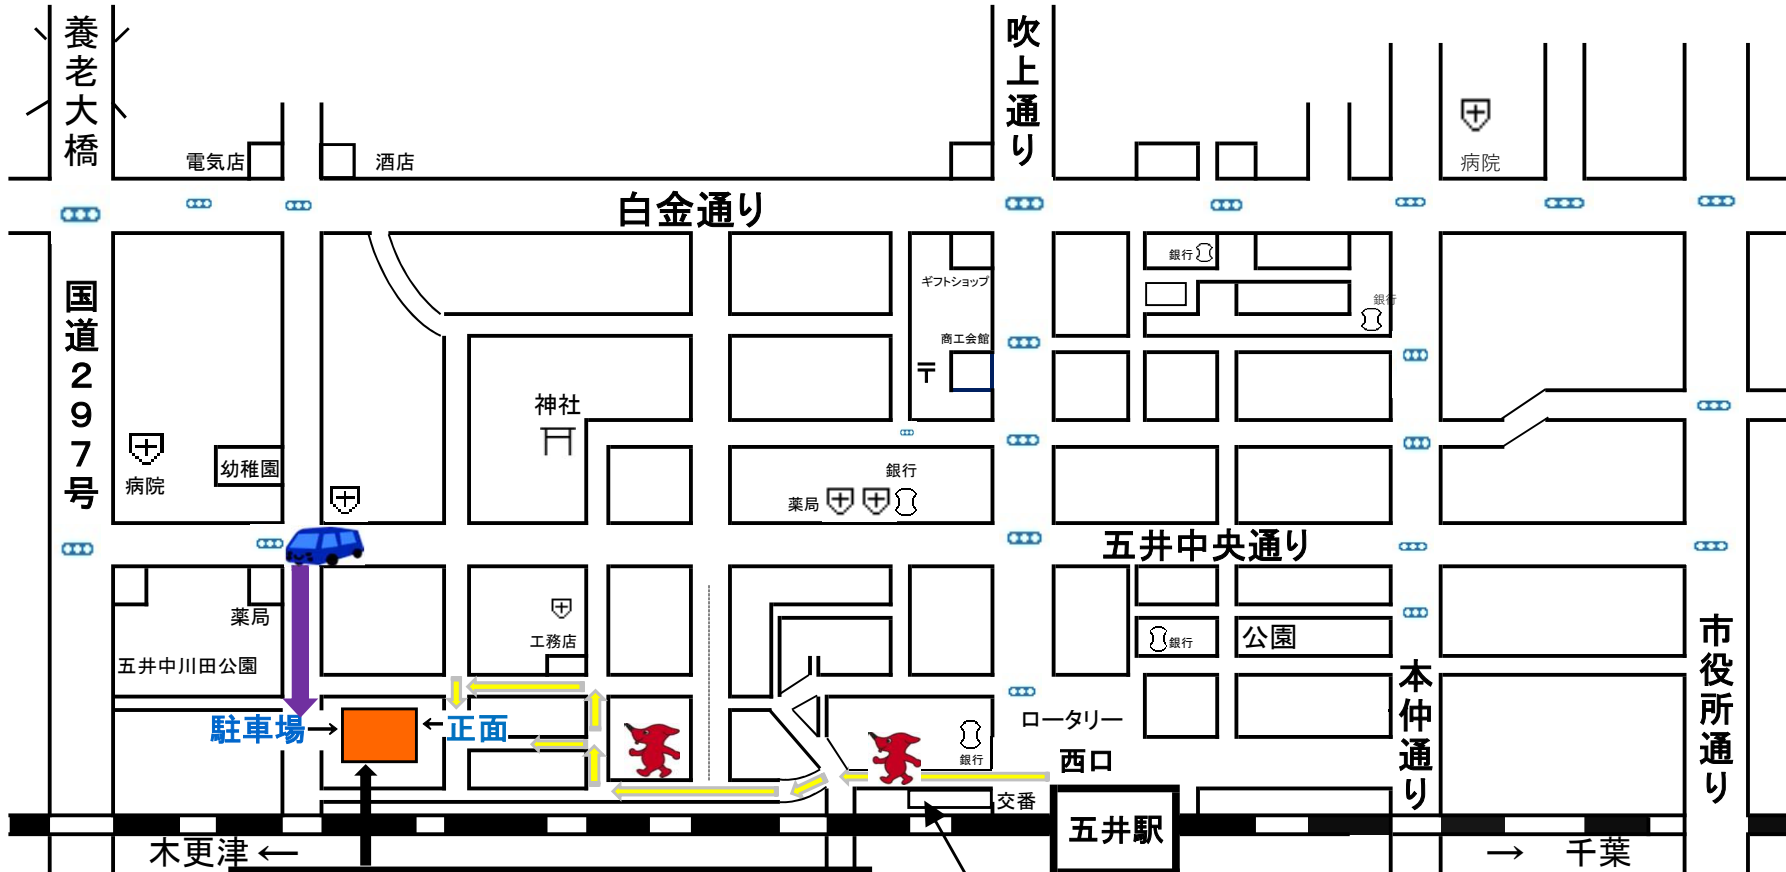 養老大橋
吹上通り
病院
電気店
酒店
白金通り
国道297号
銀行
ギフトショップ
銀行
商工会館
〒
神社
幼稚園
病院
銀行
薬局
五井中央通り
薬局
工務店
銀行
公園
五井中川田公園
市役所通り
本仲通り
駐車場→
←正面
ロータリー
銀行
西口
交番
五井駅
木更津←
→ 千葉